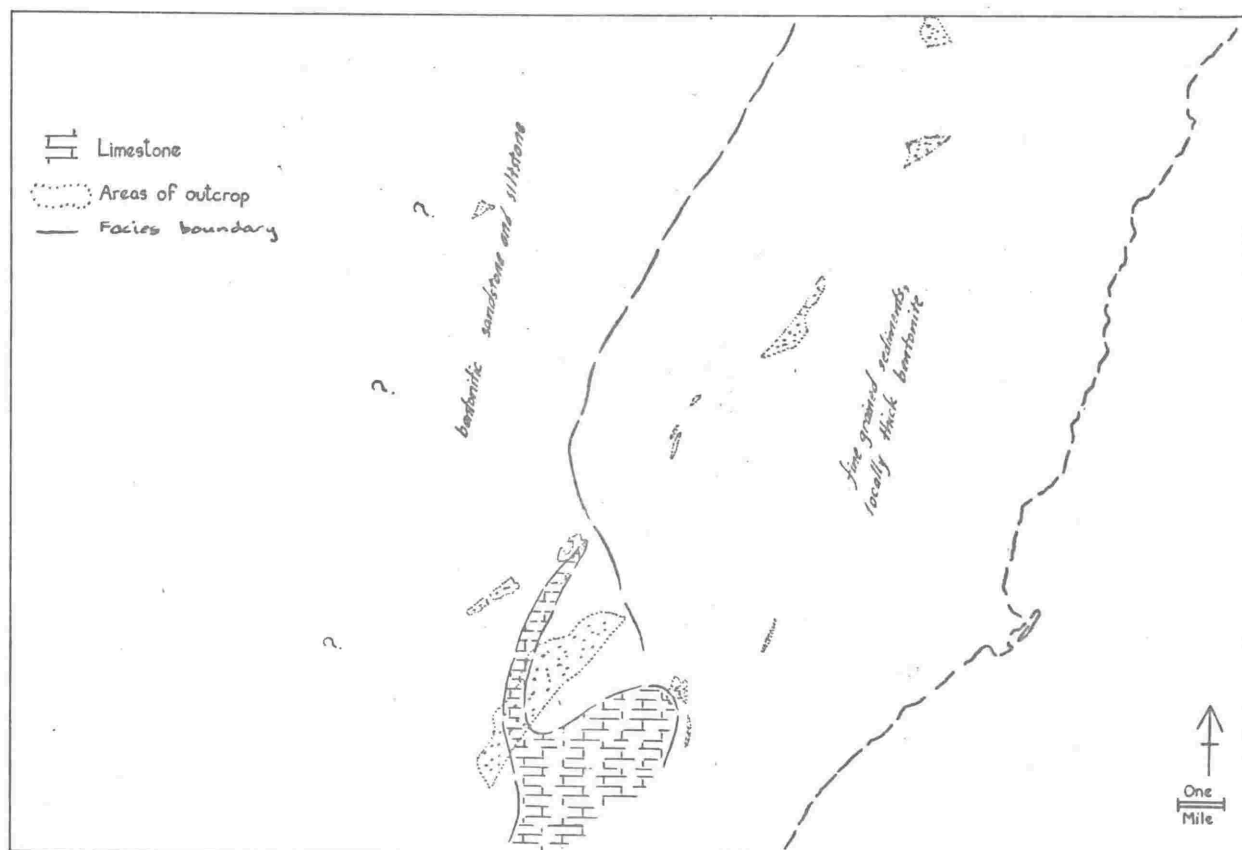 Limestone
Areas of outcrop
Facies boundary
?
?
?
bentonitic sandstone and siltstone
fine grained sediments,
locally thick bentonite
One
Mile